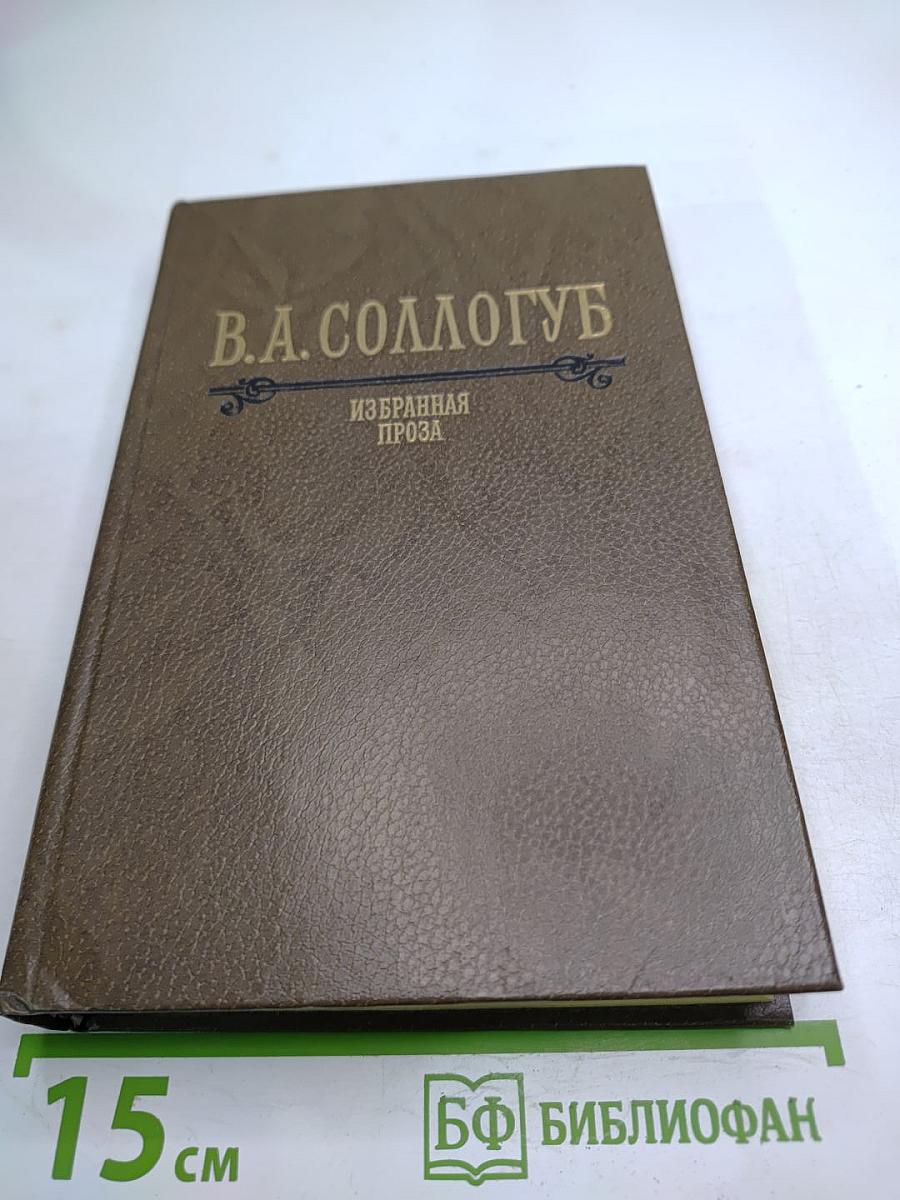 В.А.СОЛЛОГУБ
ИЗБРАННАЯ
ПРОЗА
15 см
БФ БИБЛИОФАН